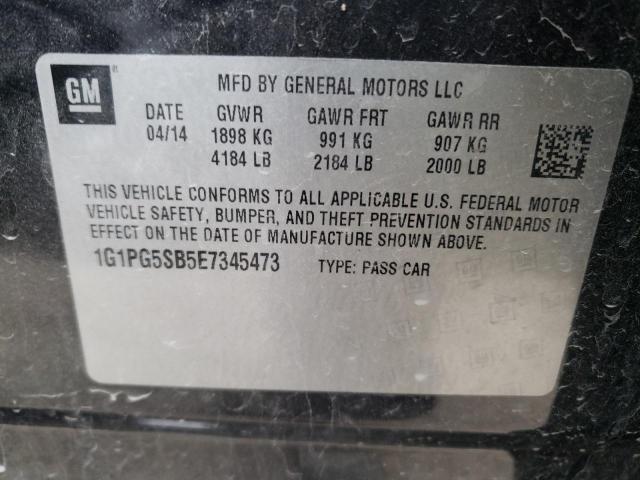 GM
MFD BY GENERAL MOTORS LLC
DATE GVWR GAWR FRT GAWR RR
04/14 1898 KG 991 KG 907 KG
4184 LB 2184 LB 2000 LB
THIS VEHICLE CONFORMS TO ALL APPLICABLE U.S. FEDERAL MOTOR
VEHICLE SAFETY, BUMPER, AND THEFT PREVENTION STANDARDS IN
EFFECT ON THE DATE OF MANUFACTURE SHOWN ABOVE.
1G1PG5SB5E7345473 TYPE: PASS CAR